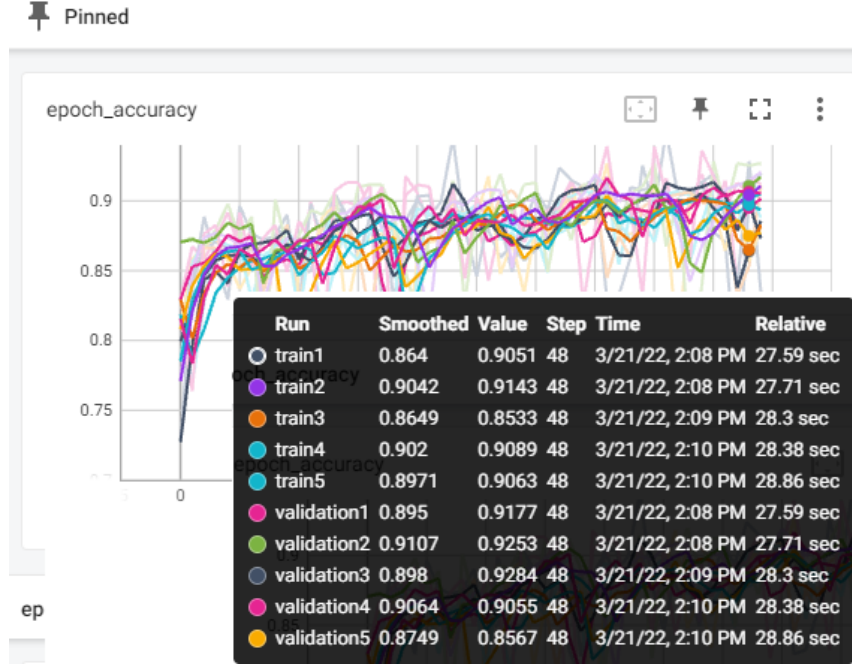 Pinned
epoch_accuracy
0.9
0.85
0.8
0.75
0.7
0
Run Smoothed Value Step Time Relative
train1 0.864 0.9051 48 3/21/22, 2:08 PM 27.59 sec
och_accuracy
train2 0.9042 0.9143 48 3/21/22, 2:08 PM 27.71 sec
train3 0.8649 0.8533 48 3/21/22, 2:09 PM 28.3 sec
train4 0.902 0.9089 48 3/21/22, 2:10 PM 28.38 sec
epoch_accuracy
train5 0.8971 0.9063 48 3/21/22, 2:10 PM 28.86 sec
validation1 0.895 0.9177 48 3/21/22, 2:08 PM 27.59 sec
validation2 0.9107 0.9253 48 3/21/22, 2:08 PM 27.71 sec
0.9
validation3 0.898 0.9284 48 3/21/22, 2:09 PM 28.3 sec
validation4 0.9064 0.9055 48 3/21/22, 2:10 PM 28.38 sec
ep
0.85
validation5 0.8749 0.8567 48 3/21/22, 2:10 PM 28.86 sec